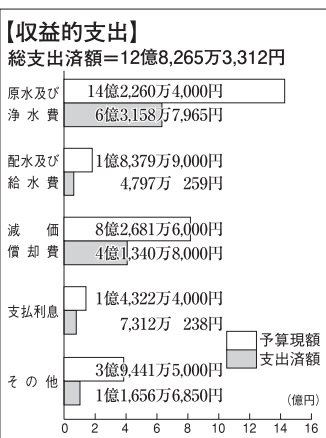 【収益的支出】
総支出済額＝12億8,265万3,312円
原水及び
浄水費
14億2,260万4,000円
6億3,158万7,965円
配水及び
給水費
1億8,379万9,000円
4,797万 259円
減価
償却費
8億2,681万6,000円
4億1,340万8,000円
支払利息
1億4,322万4,000円
7,312万 238円
その他
3億9,441万5,000円
1億1,656万6,850円
予算現額
支出済額
（億円）
0 2 4 6 8 10 12 14 16